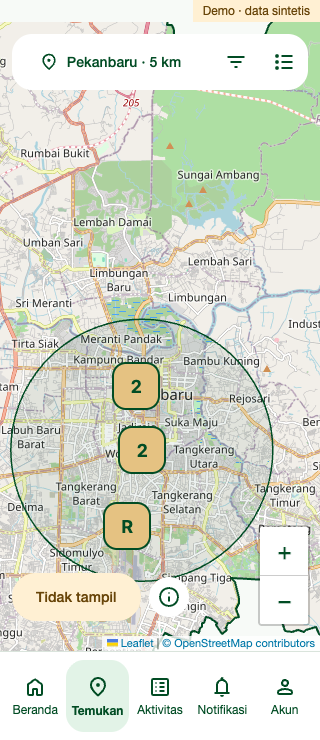 Demo · data sintetis
Pekanbaru · 5 km
205
Rumbai Bukit
Sungai Ambang
Lembah Damai
Umban Sari
Lembah Sari
Limbungan
Baru
Limbungan
Sri Meranti
Tirta Siak
Meranti Pandak
Kampung Bandar
Bambu Kuning
2
baru
Rejosari
Labuh Baru
Barat
Suka Maju
2
Tangkerang
Utara
Tangkerang
Barat
Tangkerang
Selatan
Tangkerang
Timur
Delima
R
Sidomulyo
Timur
Simpang Tiga
Tidak tampil
+
−
Leaflet | © OpenStreetMap contributors
Beranda
Temukan
Aktivitas
Notifikasi
Akun